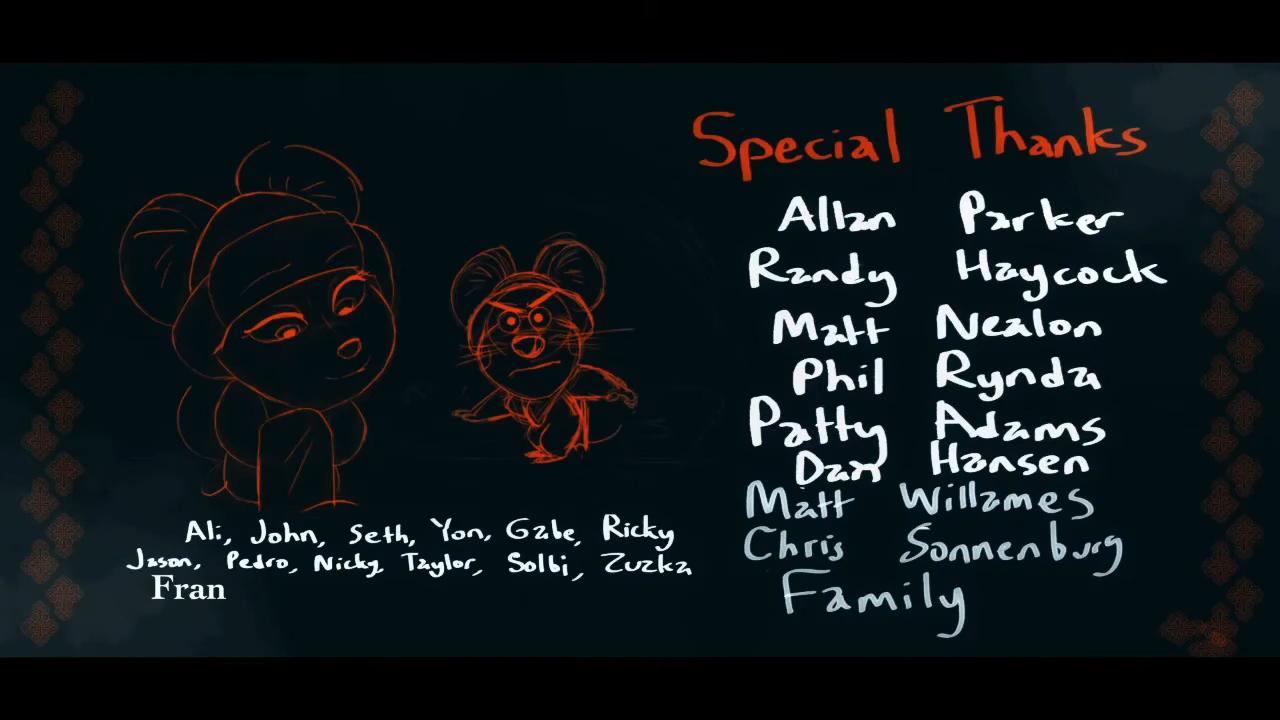 Special Thanks
Allan Parker
Randy Haycock
Matt Nealon
Phil Rynda
Patty Adams
Dan Hansen
Matt Willames
Chris Sonnenburg
Family
Ali, John, Seth, Yon, Gabe, Ricky
Jason, Pedro, Nicky, Taylor, Solbi, Zuzka
Fran